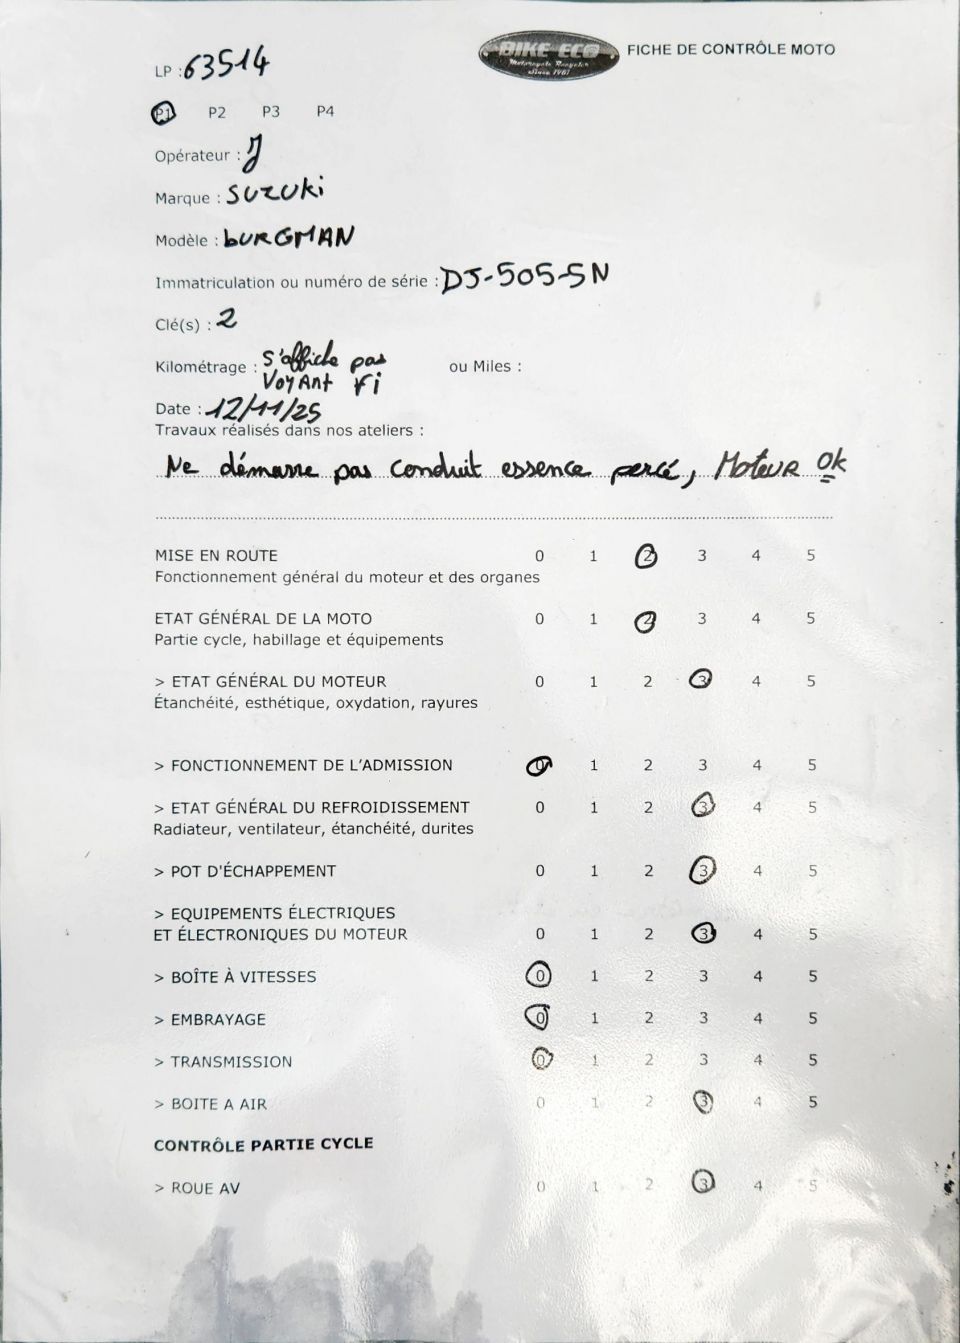 BIKE ECO
Motorcycle Recycler
Since 1981
FICHE DE CONTRÔLE MOTO
LP : 63514
P1 P2 P3 P4
Opérateur : J
Marque : SUZUKi
Modèle : bURGMAN
Immatriculation ou numéro de série : DJ-505-SN
Clé(s) : 2
Kilométrage : S'affiche pas ou Miles :
VOYAnt Fi
Date : 12/11/25
Travaux réalisés dans nos ateliers :
Ne démarre pas conduit essence percé, MoteUR Ok
MISE EN ROUTE 0 1 2 3 4 5
Fonctionnement général du moteur et des organes
ETAT GÉNÉRAL DE LA MOTO 0 1 2 3 4 5
Partie cycle, habillage et équipements
> ETAT GÉNÉRAL DU MOTEUR 0 1 2 3 4 5
Étanchéité, esthétique, oxydation, rayures
> FONCTIONNEMENT DE L'ADMISSION 0 1 2 3 4 5
> ETAT GÉNÉRAL DU REFROIDISSEMENT 0 1 2 3 4 5
Radiateur, ventilateur, étanchéité, durites
> POT D'ÉCHAPPEMENT 0 1 2 3 4 5
> EQUIPEMENTS ÉLECTRIQUES
ET ÉLECTRONIQUES DU MOTEUR 0 1 2 3 4 5
> BOÎTE À VITESSES 0 1 2 3 4 5
> EMBRAYAGE 0 1 2 3 4 5
> TRANSMISSION 0 1 2 3 4 5
> BOITE A AIR 0 1 2 3 4 5
CONTRÔLE PARTIE CYCLE
> ROUE AV 0 1 2 3 4 5